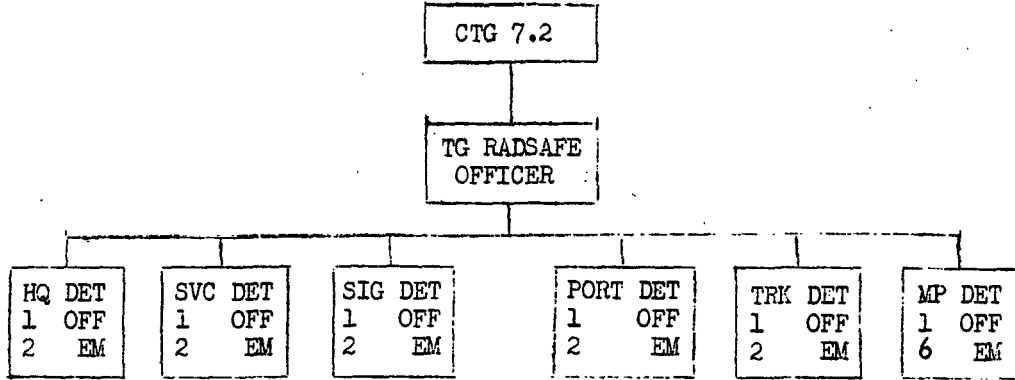 CTG 7.2
TG RADSAFE
OFFICER
HQ DET
1 OFF
2 EM
SVC DET
1 OFF
2 EM
SIG DET
1 OFF
2 EM
PORT DET
1 OFF
2 EM
TRK DET
1 OFF
2 EM
MP DET
1 OFF
6 EM